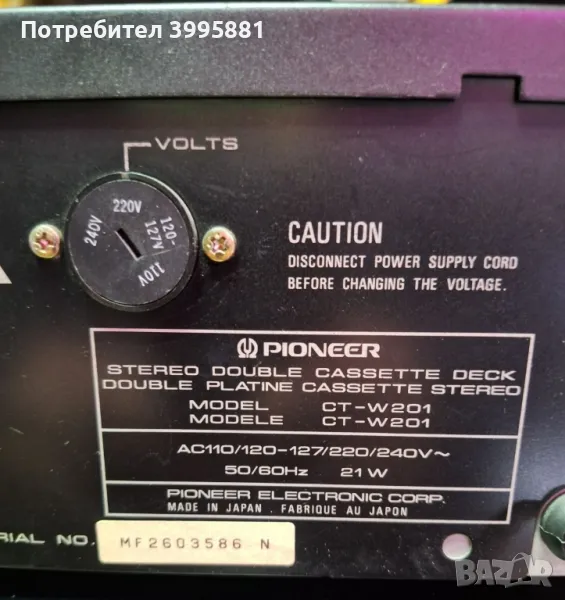 Потребител 3995881
VOLTS
220V
240V
120-
127V
110V
CAUTION
DISCONNECT POWER SUPPLY CORD
BEFORE CHANGING THE VOLTAGE.
PIONEER
STEREO DOUBLE CASSETTE DECK
DOUBLE PLATINE CASSETTE STEREO
MODEL CT-W201
MODELE CT-W201
AC110/120-127/220/240V~
50/60Hz 21W
PIONEER ELECTRONIC CORP.
MADE IN JAPAN . FABRIQUE AU JAPON
RIAL NO. MF2603586 N
BAZAR